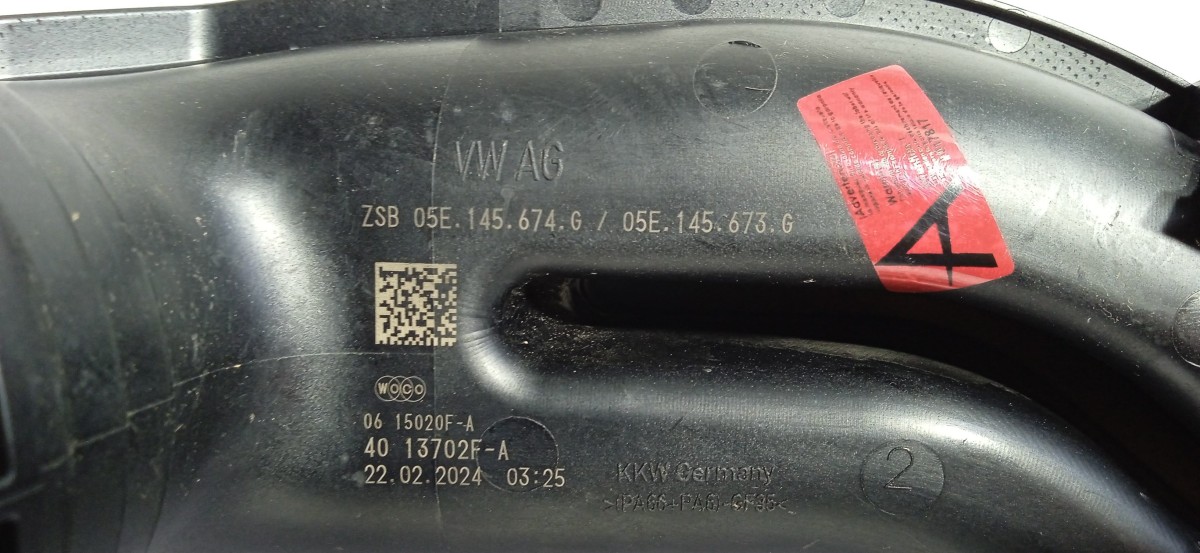 VW AG
ZSB 05E.145.674.G / 05E.145.673.G
WOCO
06 15020F-A
40 13702F-A
22.02.2024 03:25
KKW Germany
>(PA66+PA6)-GF35<
2
A